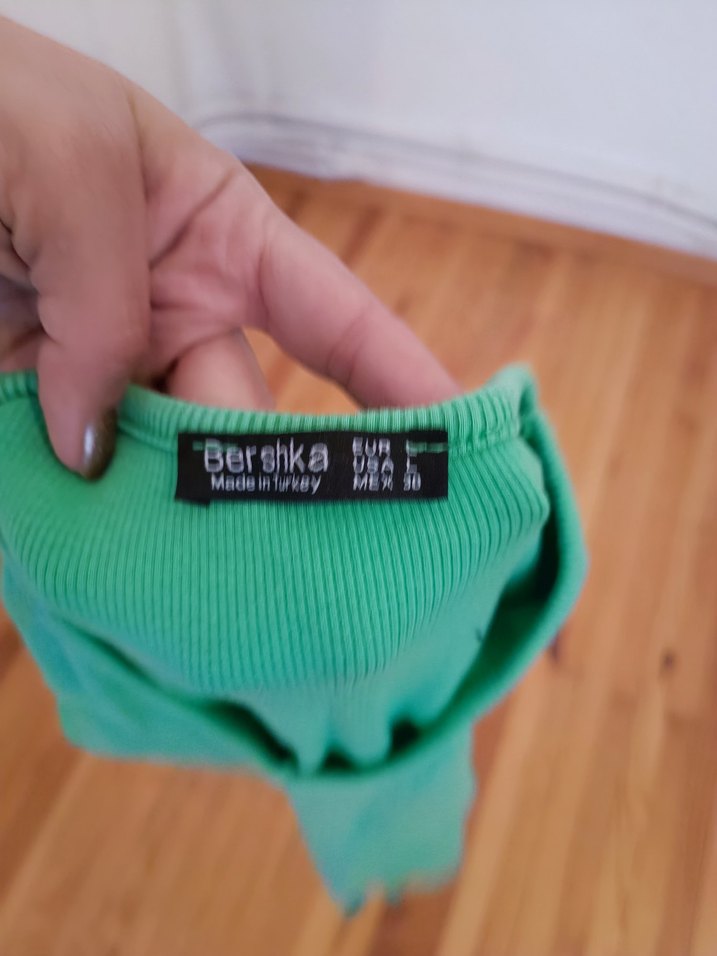 Bershka
Made in Turkey
EUR L
USA L
MEX 30